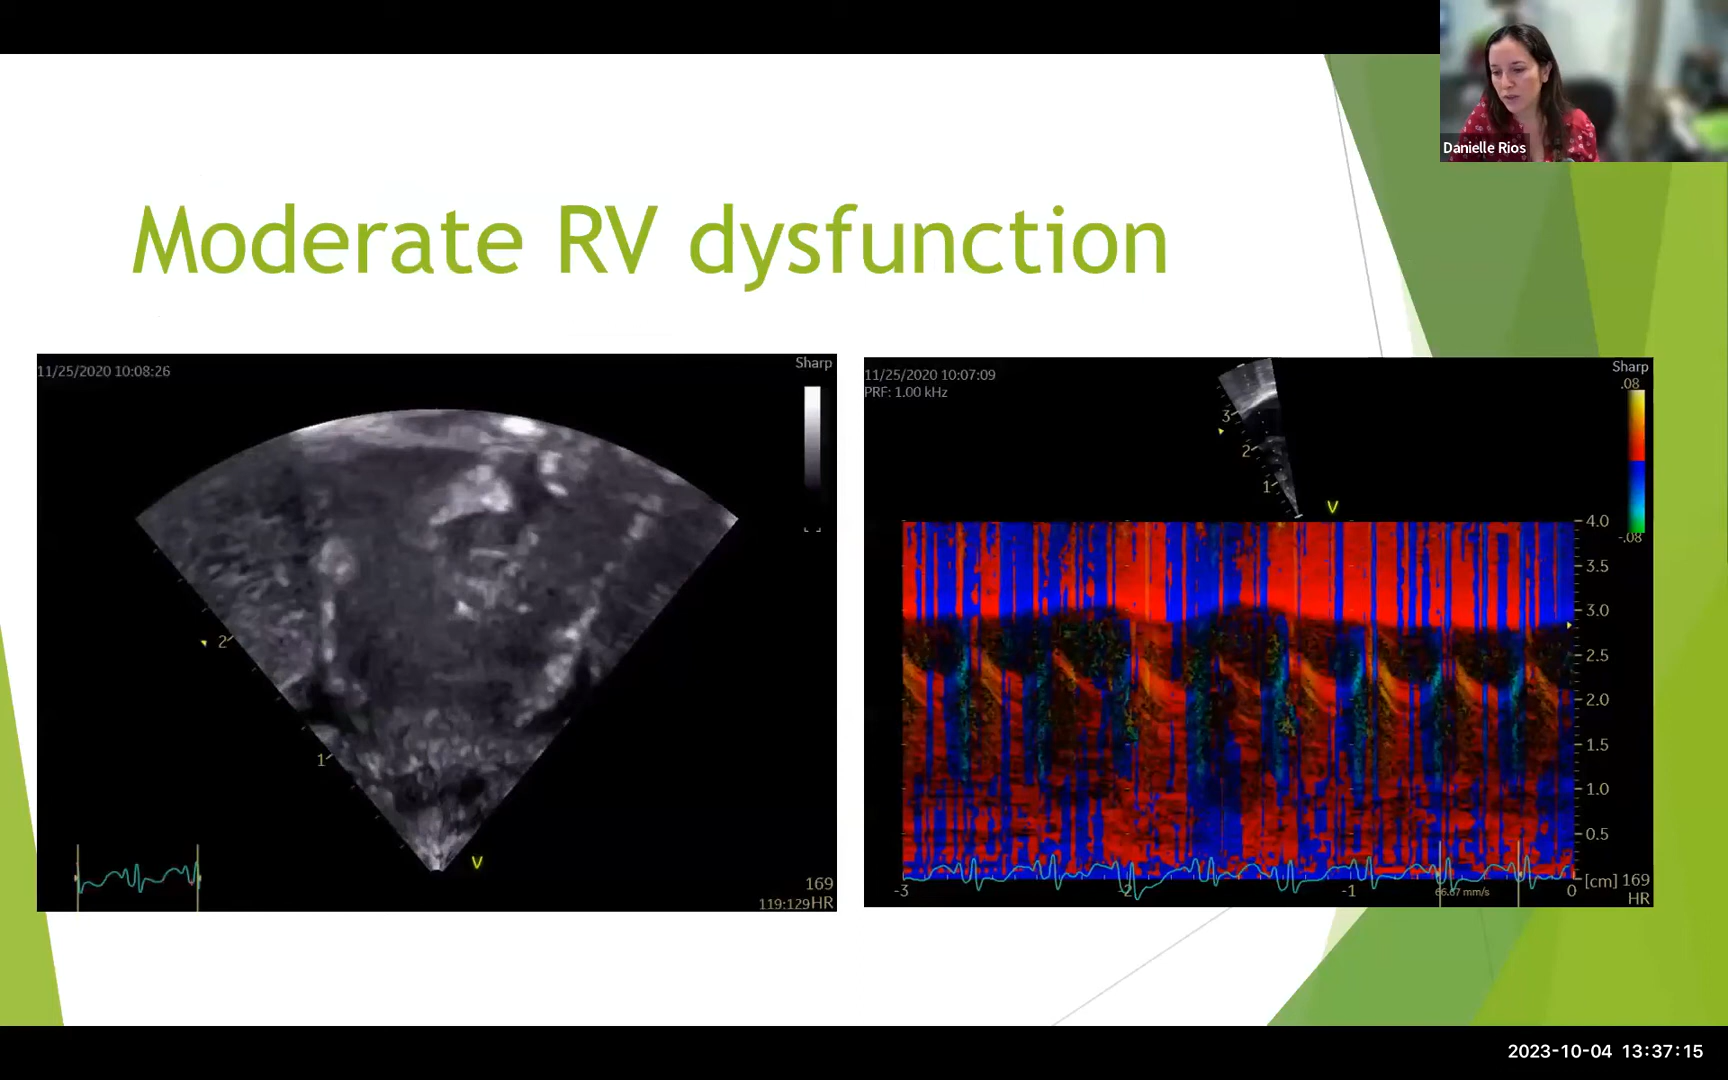 Danielle Rios
Moderate RV dysfunction
11/25/2020 10:08:26
Sharp
2
1
V
169
119:129HR
11/25/2020 10:07:09
PRF: 1.00 kHz
Sharp
.08
-.08
3
2
1
V
4.0
3.5
3.0
2.5
2.0
1.5
1.0
0.5
-3
-2
-1
66.67 mm/s
0
[cm] 169
HR
2023-10-04 13:37:15